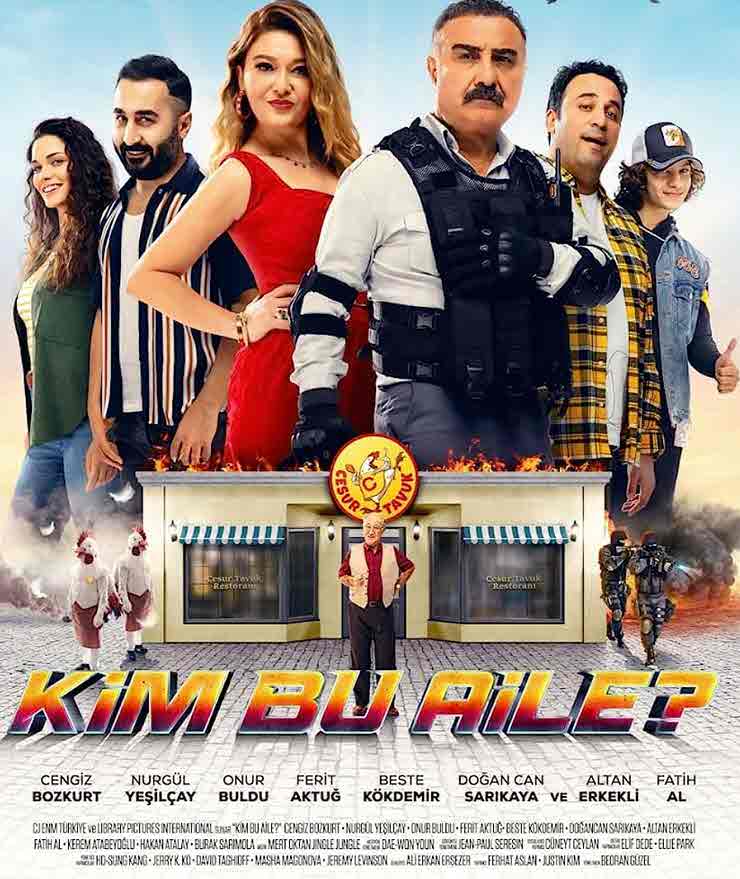 CESUR TAVUK
C
Cesur Tavuk
Restoranı
Cesur Tavuk
Restoranı
KİM BU AİLE?
CENGİZ BOZKURT
NURGÜL YEŞİLÇAY
ONUR BULDU
FERİT AKTUĞ
BESTE KÖKDEMİR
DOĞAN CAN SARIKAYA
VE
ALTAN ERKEKLİ
FATİH AL
CJ ENM TÜRKİYE ve LIBRARY PICTURES INTERNATIONAL SUNAR "KİM BU AİLE?" CENGİZ BOZKURT • NURGÜL YEŞİLÇAY • ONUR BULDU • FERİT AKTUĞ • BESTE KÖKDEMİR • DOĞANCAN SARIKAYA • ALTAN ERKEKLİ
FATİH AL • KEREM ATABEYOĞLU • HAKAN ATALAY • BURAK SARIMOLA MÜZİK MERT OKTAN JINGLE JUNGLE • DAE-WON YOUN • JEAN-PAUL SERESIN CÜNEYT CEYLAN • ELİF DEDE • ELLIE PARK
HO-SUNG KANG • JERRY K. KO • DAVID TAGHIOFF • MASHA MAGONOVA • JEREMY LEVINSON • ALİ ERKAN ERSEZER • FERHAT ASLAN • JUSTIN KIM • BEDRAN GÜZEL